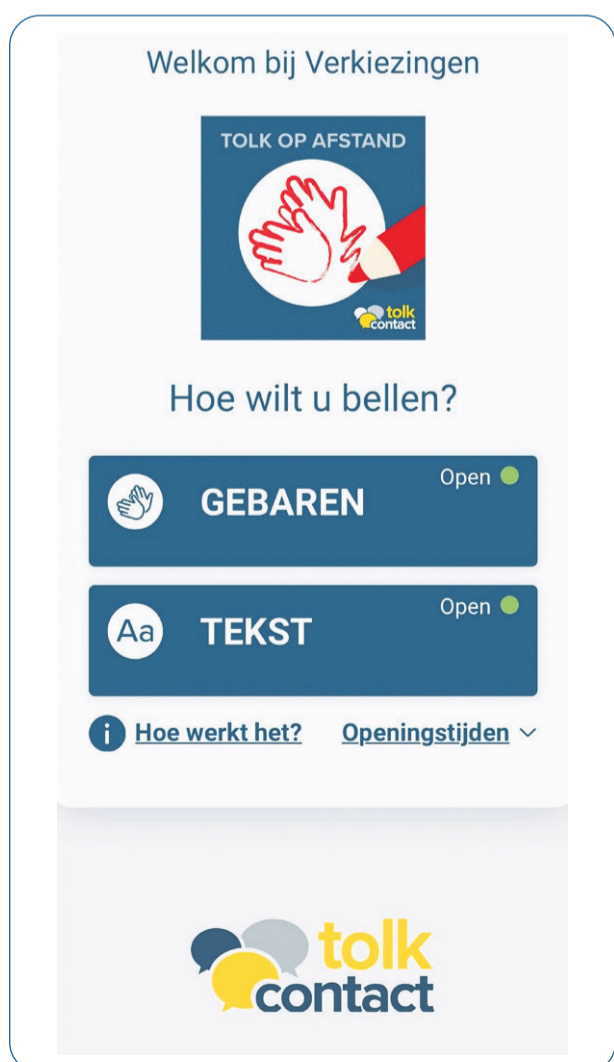 Welkom bij Verkiezingen
TOLK OP AFSTAND
tolk
contact
Hoe wilt u bellen?
Open
GEBAREN
Open
Aa
TEKST
i Hoe werkt het? Openingstijden
tolk
contact